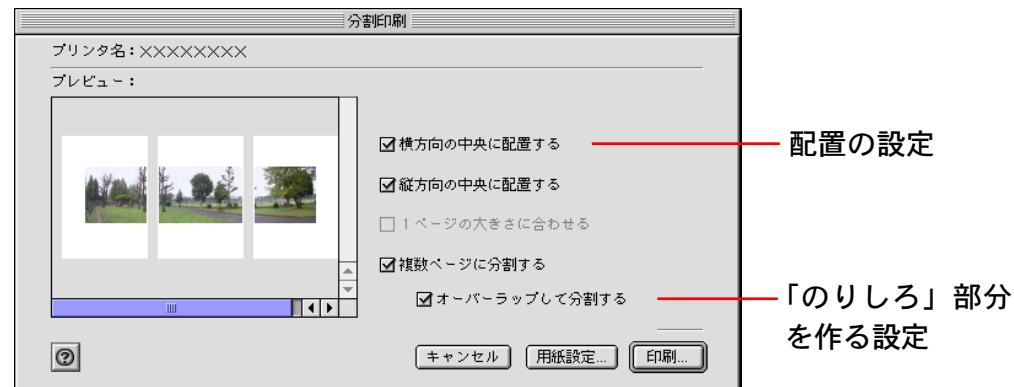 分割印刷
プリンタ名：××××××××
プレビュー：
横方向の中央に配置する
配置の設定
縦方向の中央に配置する
1ページの大きさに合わせる
複数ページに分割する
オーバーラップして分割する
「のりしろ」部分
を作る設定
?
キャンセル
用紙設定...
印刷...